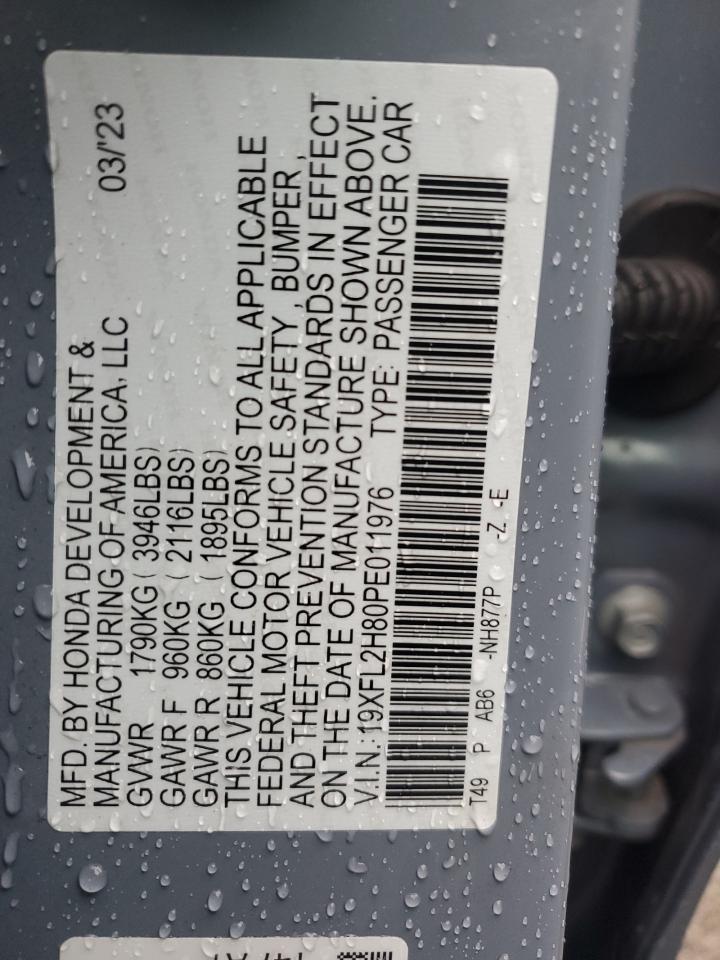 MFD. BY HONDA DEVELOPMENT & 03/'23
MANUFACTURING OF AMERICA, LLC
GVWR 1790KG ( 3946LBS)
GAWR F 960KG ( 2116LBS)
GAWR R 860KG ( 1895LBS)
THIS VEHICLE CONFORMS TO ALL APPLICABLE
FEDERAL MOTOR VEHICLE SAFETY , BUMPER ,
AND THEFT PREVENTION STANDARDS IN EFFECT
ON THE DATE OF MANUFACTURE SHOWN ABOVE.
V.I.N.: 19XFL2H80PE011976 TYPE: PASSENGER CAR
T49 P AB6 -NH877P -Z -E